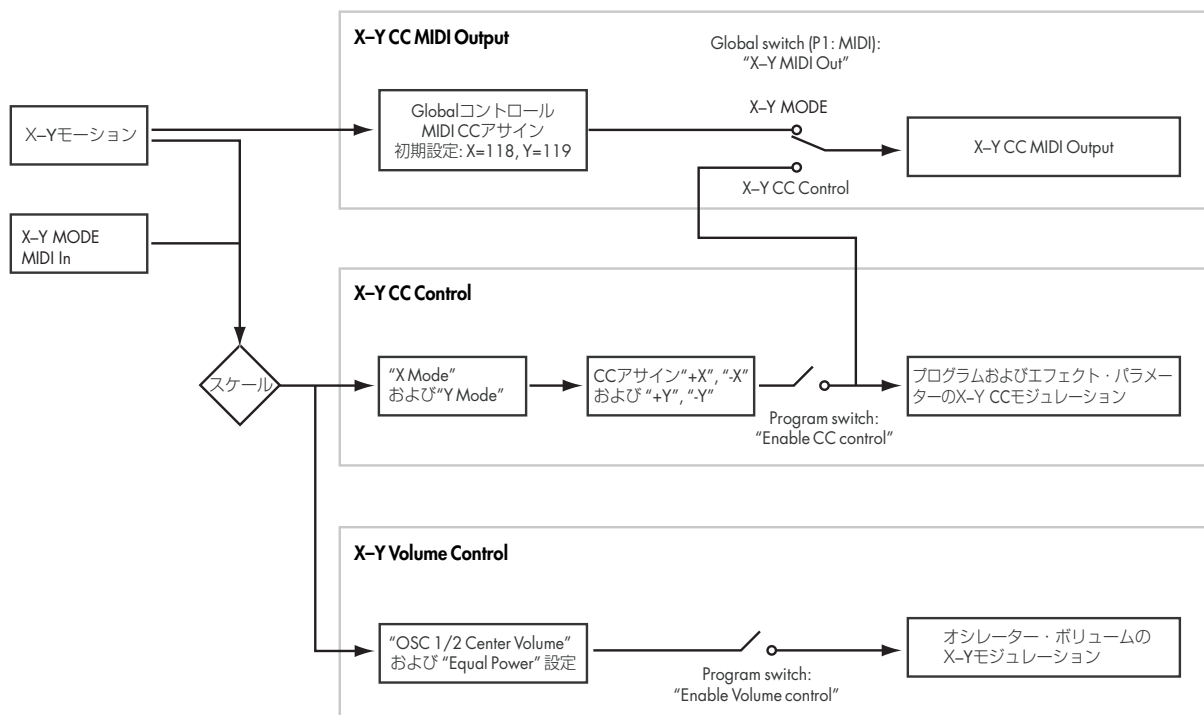 X–Y CC MIDI Output
Global switch (P1: MIDI):
“X–Y MIDI Out”
X–Yモーション
Globalコントロール
MIDI CCアサイン
初期設定: X=118, Y=119
X–Y MODE
X–Y CC MIDI Output
X–Y CC Control
X–Y MODE
MIDI In
X–Y CC Control
スケール
“X Mode”
および“Y Mode”
CCアサイン“+X”, “-X”
および “+Y”, “-Y”
プログラムおよびエフェクト・パラメー
ターのX–Y CCモジュレーション
Program switch:
“Enable CC control”
X–Y Volume Control
“OSC 1/2 Center Volume”
および “Equal Power” 設定
オシレーター・ボリュームの
X–Yモジュレーション
Program switch:
“Enable Volume control”